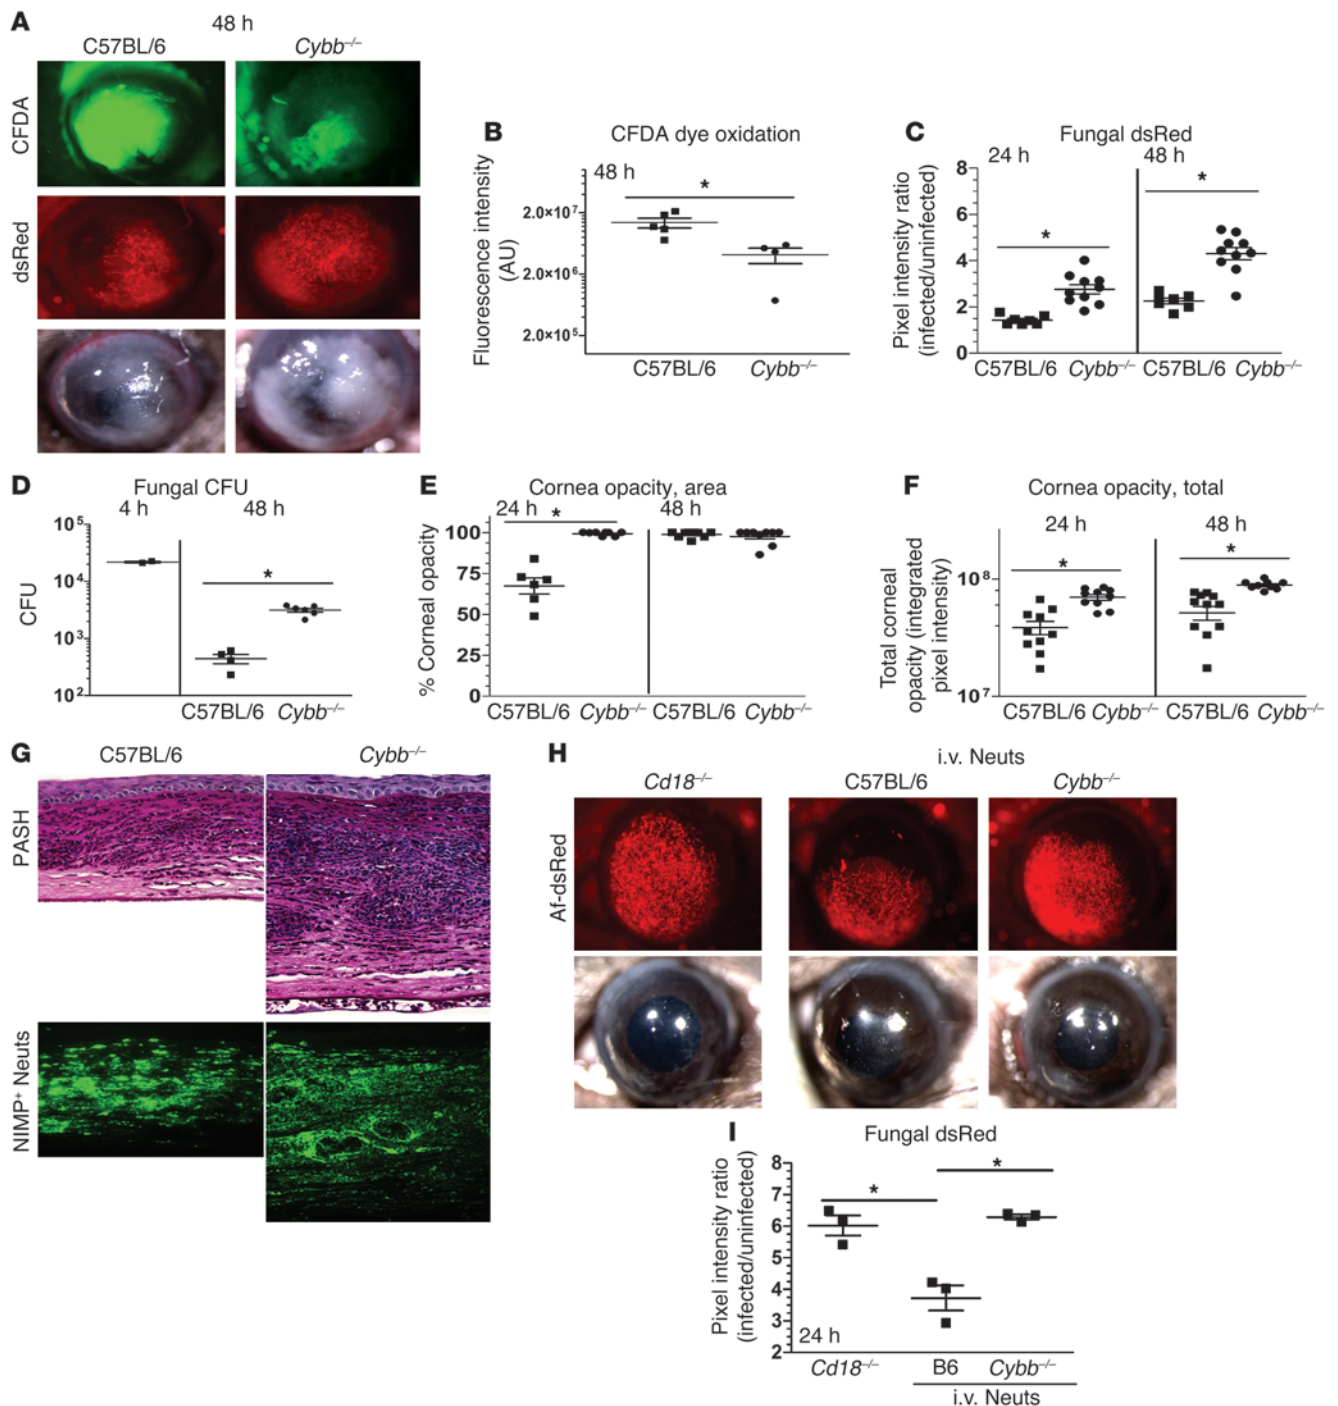 A
48 h
C57BL/6
Cybb⁻/⁻
CFDA
dsRed
B
CFDA dye oxidation
48 h
*
Fluorescence intensity
(AU)
2.0×10⁷
2.0×10⁶
2.0×10⁵
C57BL/6
Cybb⁻/⁻
C
Fungal dsRed
24 h
48 h
*
*
Pixel intensity ratio
(infected/uninfected)
8
6
4
2
0
C57BL/6 Cybb⁻/⁻
C57BL/6 Cybb⁻/⁻
D
Fungal CFU
4 h
48 h
*
CFU
10⁵
10⁴
10³
10²
C57BL/6 Cybb⁻/⁻
E
Cornea opacity, area
24 h
*
48 h
% Corneal opacity
100
75
50
25
0
C57BL/6 Cybb⁻/⁻
C57BL/6 Cybb⁻/⁻
F
Cornea opacity, total
24 h
48 h
*
*
Total corneal
opacity (integrated
pixel intensity)
10⁸
10⁷
C57BL/6 Cybb⁻/⁻
C57BL/6 Cybb⁻/⁻
G
C57BL/6
Cybb⁻/⁻
PASH
NIMP⁺ Neuts
H
i.v. Neuts
Cd18⁻/⁻
C57BL/6
Cybb⁻/⁻
Af-dsRed
I
Fungal dsRed
*
*
Pixel intensity ratio
(infected/uninfected)
8
7
6
5
4
3
2
24 h
Cd18⁻/⁻
B6
Cybb⁻/⁻
i.v. Neuts